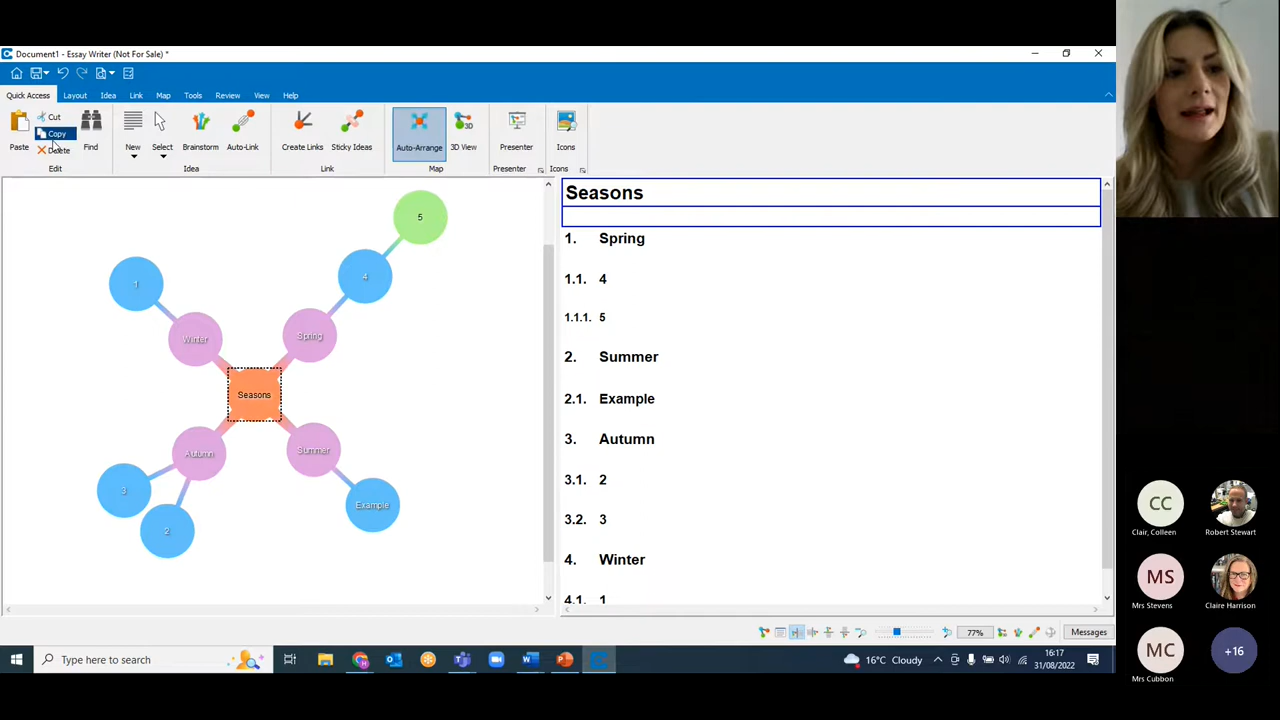 Document1 - Essay Writer (Not For Sale) *
Quick Access Layout Idea Link Map Tools Review View Help
Paste
Cut
Copy
Delete
Find
Edit
New
Select
Brainstorm
Auto-Link
Idea
Create Links
Sticky Ideas
Link
Auto-Arrange
3D View
Map
Presenter
Presenter
Icons
Icons
5
4
1
Winter
Spring
Seasons
Autumn
Summer
3
2
Example
Seasons
1. Spring
1.1. 4
1.1.1. 5
2. Summer
2.1. Example
3. Autumn
3.1. 2
3.2. 3
4. Winter
4.1. 1
77%
Messages
Type here to search
16°C Cloudy
16:17
31/08/2022
CC
Clair, Colleen
Robert Stewart
MS
Mrs Stevens
Claire Harrison
MC
Mrs Cubbon
+16